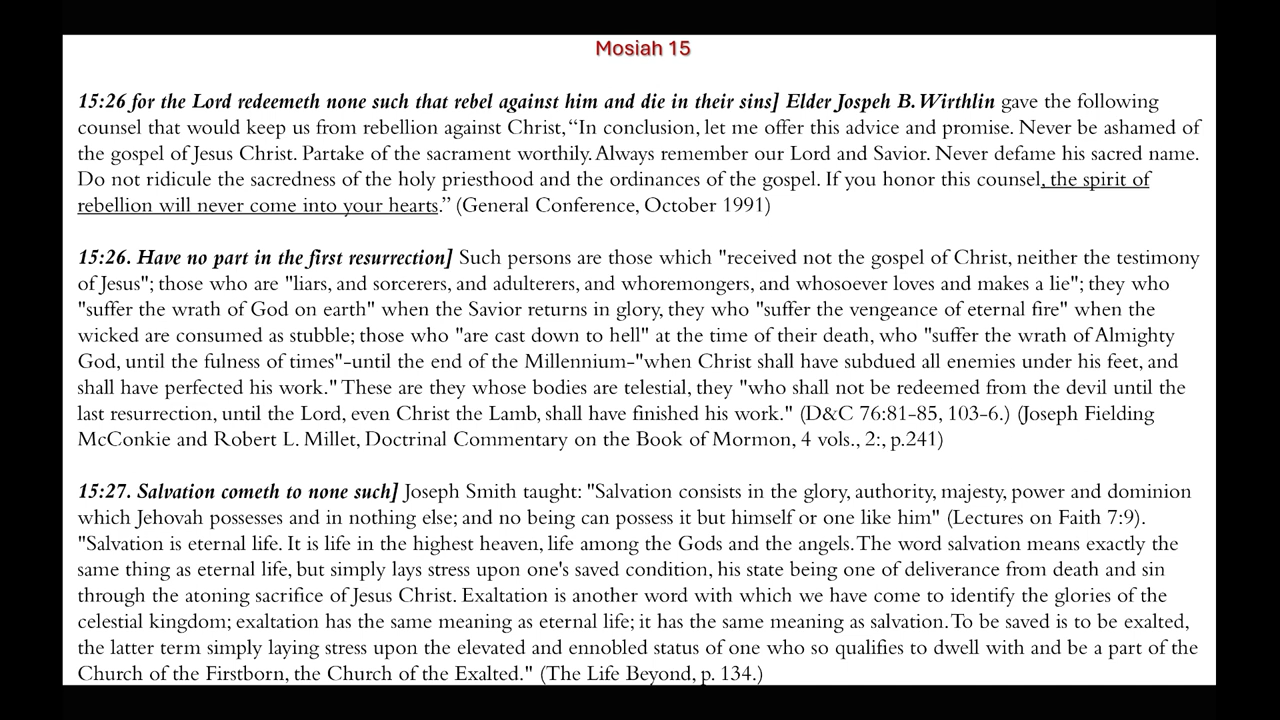 Mosiah 15
15:26 for the Lord redeemeth none such that rebel against him and die in their sins] Elder Jospeh B. Wirthlin gave the following
counsel that would keep us from rebellion against Christ, “In conclusion, let me offer this advice and promise. Never be ashamed of
the gospel of Jesus Christ. Partake of the sacrament worthily. Always remember our Lord and Savior. Never defame his sacred name.
Do not ridicule the sacredness of the holy priesthood and the ordinances of the gospel. If you honor this counsel, the spirit of
rebellion will never come into your hearts.” (General Conference, October 1991)
15:26. Have no part in the first resurrection] Such persons are those which "received not the gospel of Christ, neither the testimony
of Jesus"; those who are "liars, and sorcerers, and adulterers, and whoremongers, and whosoever loves and makes a lie"; they who
"suffer the wrath of God on earth" when the Savior returns in glory, they who "suffer the vengeance of eternal fire" when the
wicked are consumed as stubble; those who "are cast down to hell" at the time of their death, who "suffer the wrath of Almighty
God, until the fulness of times"-until the end of the Millennium-"when Christ shall have subdued all enemies under his feet, and
shall have perfected his work." These are they whose bodies are telestial, they "who shall not be redeemed from the devil until the
last resurrection, until the Lord, even Christ the Lamb, shall have finished his work." (D&C 76:81-85, 103-6.) (Joseph Fielding
McConkie and Robert L. Millet, Doctrinal Commentary on the Book of Mormon, 4 vols., 2:, p.241)
15:27. Salvation cometh to none such] Joseph Smith taught: "Salvation consists in the glory, authority, majesty, power and dominion
which Jehovah possesses and in nothing else; and no being can possess it but himself or one like him" (Lectures on Faith 7:9).
"Salvation is eternal life. It is life in the highest heaven, life among the Gods and the angels. The word salvation means exactly the
same thing as eternal life, but simply lays stress upon one's saved condition, his state being one of deliverance from death and sin
through the atoning sacrifice of Jesus Christ. Exaltation is another word with which we have come to identify the glories of the
celestial kingdom; exaltation has the same meaning as eternal life; it has the same meaning as salvation. To be saved is to be exalted,
the latter term simply laying stress upon the elevated and ennobled status of one who so qualifies to dwell with and be a part of the
Church of the Firstborn, the Church of the Exalted." (The Life Beyond, p. 134.)